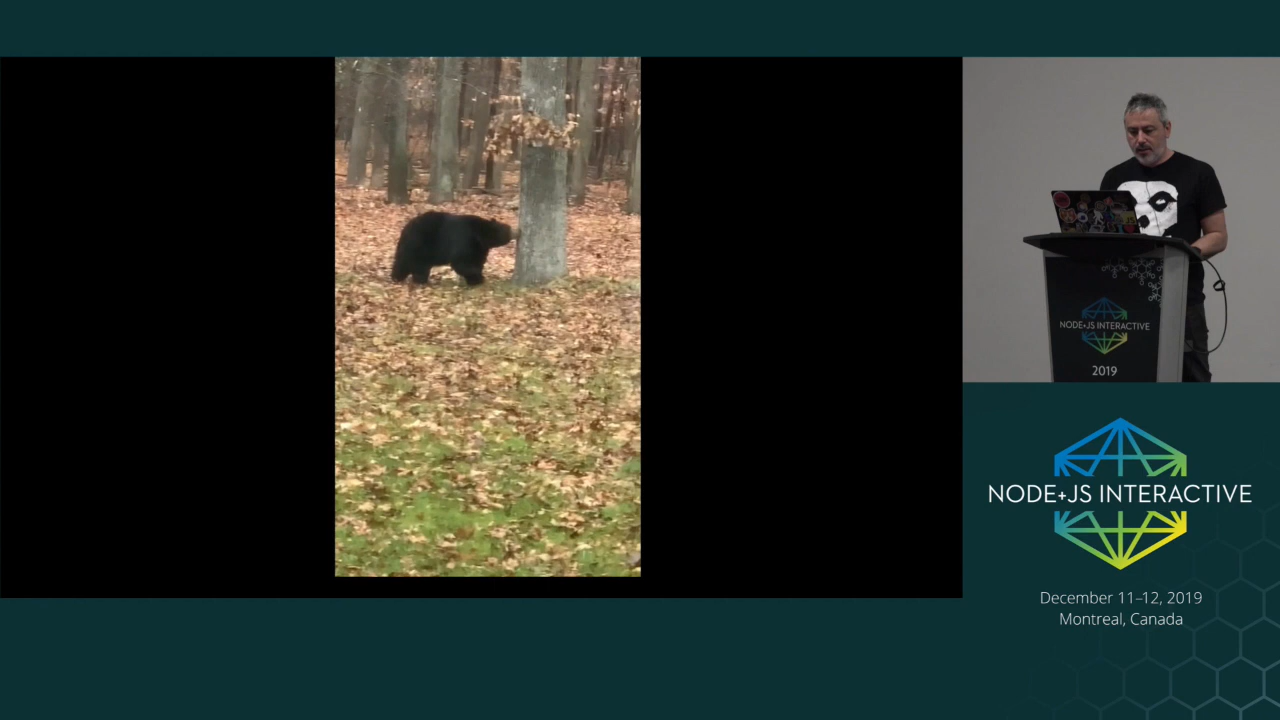 NODE+JS INTERACTIVE
2019
NODE+JS INTERACTIVE
December 11–12, 2019
Montreal, Canada